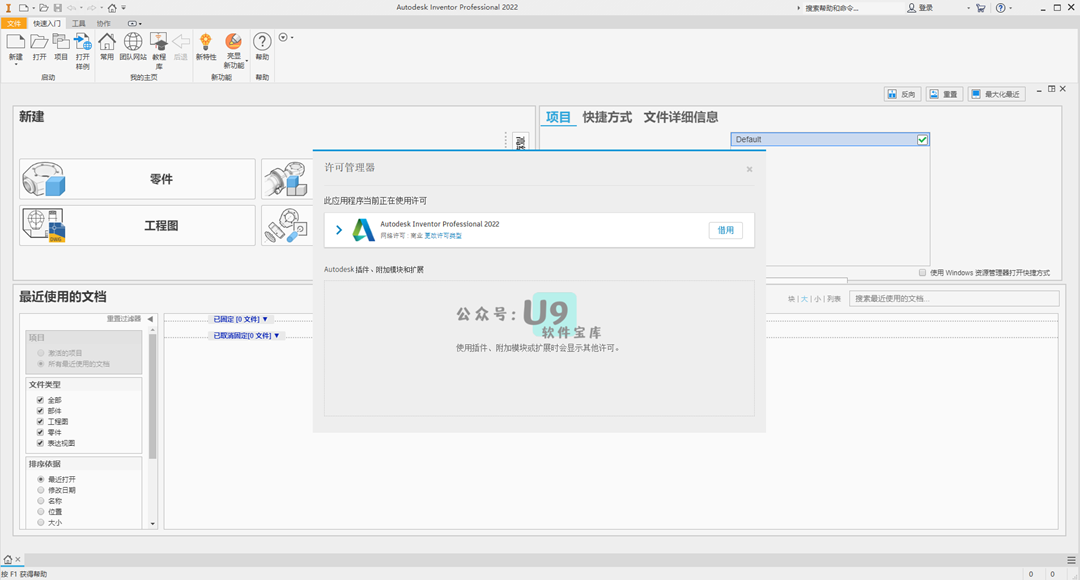 Autodesk Inventor Professional 2022
搜索帮助和命令...
登录
文件 快速入门 工具 协作
新建 打开 项目 打开样例 常用 团队网站 教程库 后退 新特性 亮显新功能 帮助
启动 我的主页 新功能 帮助
反向 重置 最大化最近
新建
项目 快捷方式 文件详细信息
Default
零件
工程图
许可管理器
此应用程序当前正在使用许可
Autodesk Inventor Professional 2022
网络许可 · 商业 更改许可类型
借用
Autodesk 插件、附加模块和扩展
公众号：U9
软件宝库
使用插件、附加模块或扩展时会显示其他许可。
使用 Windows 资源管理器打开快捷方式
最近使用的文档
块 | 大 | 小 | 列表
搜索最近使用的文档...
重置过滤器
已固定 [0 文件] ▼
已取消固定[0 文件] ▼
项目
激活的项目
所有最近使用的文档
文件类型
全部
部件
工程图
零件
表达视图
排序依据
最近打开
修改日期
名称
位置
大小
按 F1 获得帮助
0 0